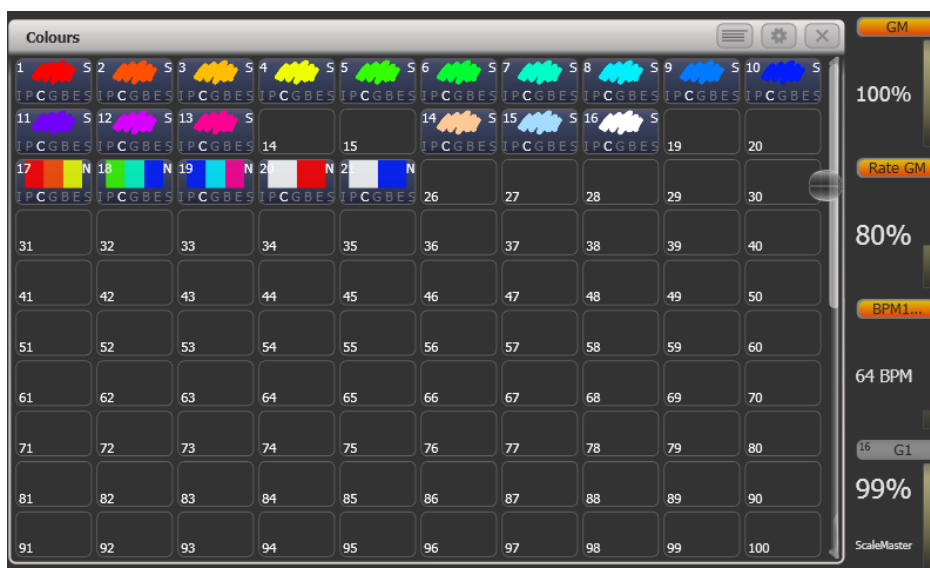 Colours
GM
1 S 2 S 3 S 4 S 5 S 6 S 7 S 8 S 9 S 10 S
IPCGBES IPCGBES IPCGBES IPCGBES IPCGBES IPCGBES IPCGBES IPCGBES IPCGBES IPCGBES
100%
11 S 12 S 13 S 14 S 15 S 16 S
IPCGBES IPCGBES IPCGBES 14 15 IPCGBES IPCGBES IPCGBES 19 20
17 N 18 N 19 N 20 N 21 N
Rate GM
IPCGBES IPCGBES IPCGBES IPCGBES IPCGBES 26 27 28 29 30
80%
31 32 33 34 35 36 37 38 39 40
41 42 43 44 45 46 47 48 49 50
BPM1...
51 52 53 54 55 56 57 58 59 60
64 BPM
61 62 63 64 65 66 67 68 69 70
71 72 73 74 75 76 77 78 79 80
16 G1
81 82 83 84 85 86 87 88 89 90
99%
91 92 93 94 95 96 97 98 99 100
ScaleMaster